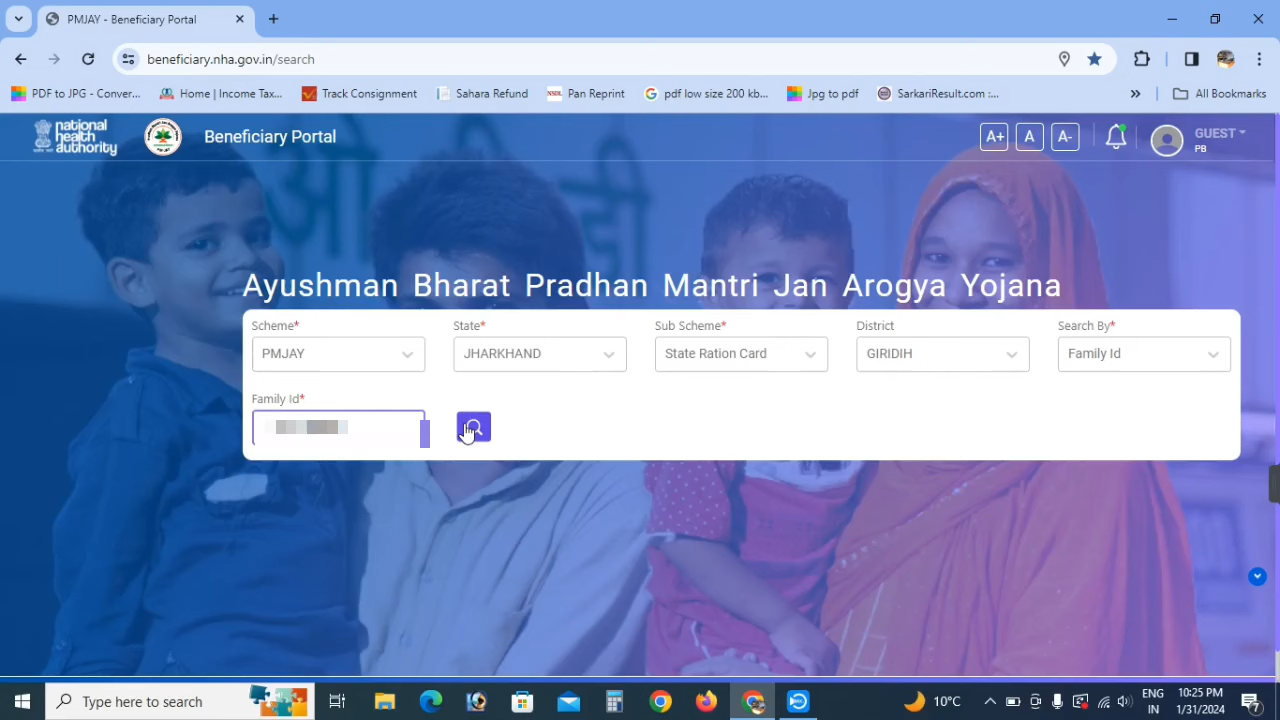 PMJAY - Beneficiary Portal
beneficiary.nha.gov.in/search
PDF to JPG - Conver... Home | Income Tax... Track Consignment Sahara Refund NSDL Pan Reprint pdf low size 200 kb... Jpg to pdf SarkariResult.com :... » All Bookmarks
national
health
authority
Beneficiary Portal
A+ A A-
GUEST
PB
Ayushman Bharat Pradhan Mantri Jan Arogya Yojana
Scheme* State* Sub Scheme* District Search By*
PMJAY JHARKHAND State Ration Card GIRIDIH Family Id
Family Id*
Type here to search
10°C
ENG
IN
10:25 PM
1/31/2024
7